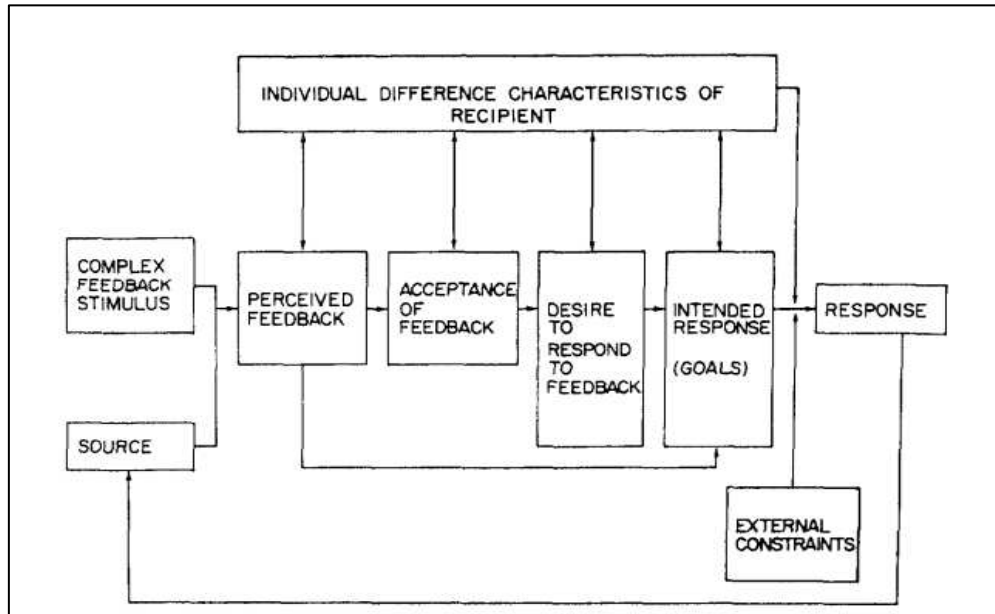 INDIVIDUAL DIFFERENCE CHARACTERISTICS OF
RECIPIENT
COMPLEX
FEEDBACK
STIMULUS
PERCEIVED
FEEDBACK
ACCEPTANCE
OF
FEEDBACK
DESIRE
TO
RESPOND
TO
FEEDBACK
INTENDED
RESPONSE
(GOALS)
RESPONSE
SOURCE
EXTERNAL
CONSTRAINTS